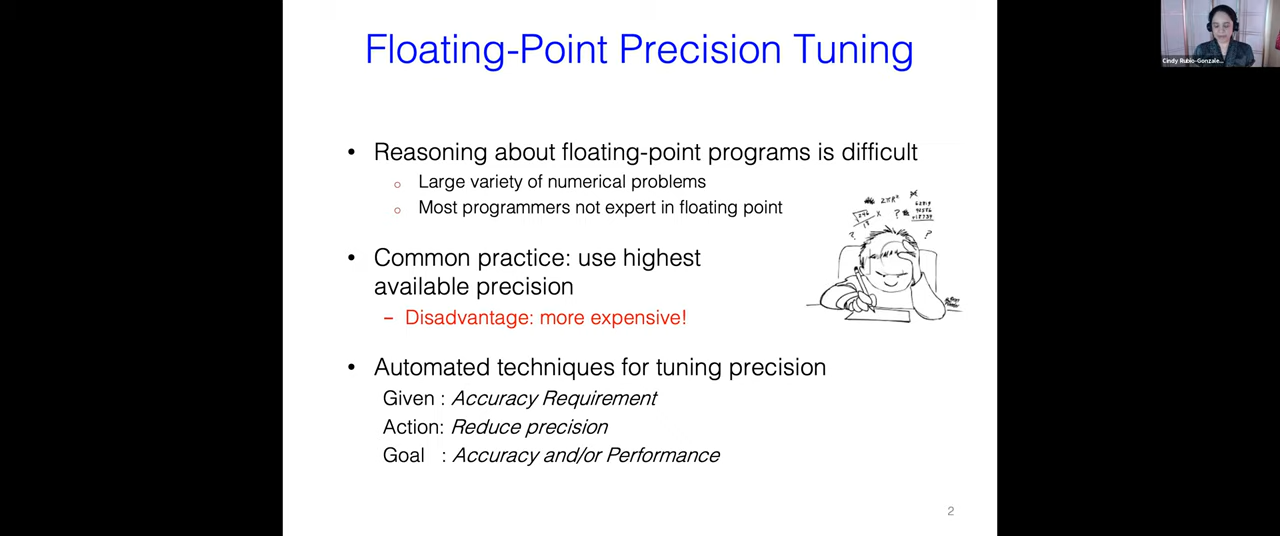 Floating-Point Precision Tuning
Cindy Rubio-Gonzale...
• Reasoning about floating-point programs is difficult
○ Large variety of numerical problems
○ Most programmers not expert in floating point
2πR²
?
?
?
• Common practice: use highest
available precision
– Disadvantage: more expensive!
• Automated techniques for tuning precision
Given : Accuracy Requirement
Action: Reduce precision
Goal : Accuracy and/or Performance
2